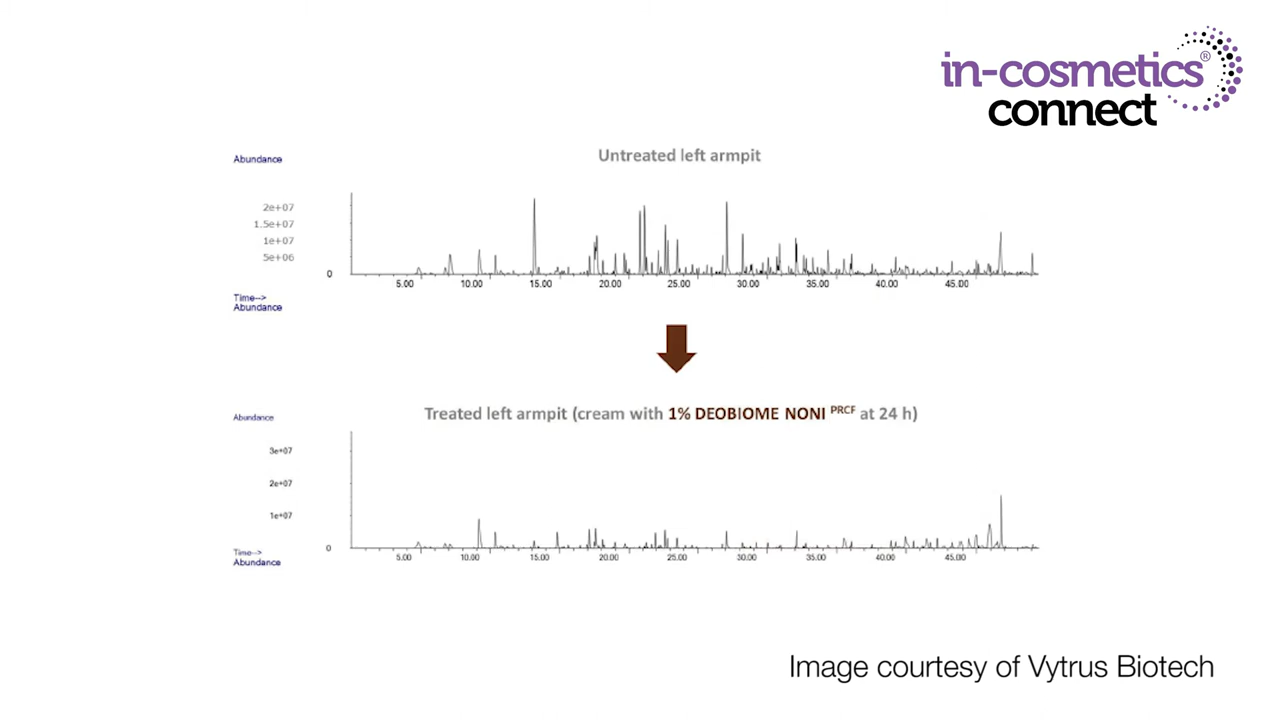 in-cosmetics®
connect
Untreated left armpit
Abundance
2e+07
1.5e+07
1e+07
5e+06
0
5.00 10.00 15.00 20.00 25.00 30.00 35.00 40.00 45.00
Time-->
Abundance
Treated left armpit (cream with 1% DEOBIOME NONI PRCF at 24 h)
Abundance
3e+07
2e+07
1e+07
0
5.00 10.00 15.00 20.00 25.00 30.00 35.00 40.00 45.00
Time-->
Abundance
Image courtesy of Vytrus Biotech